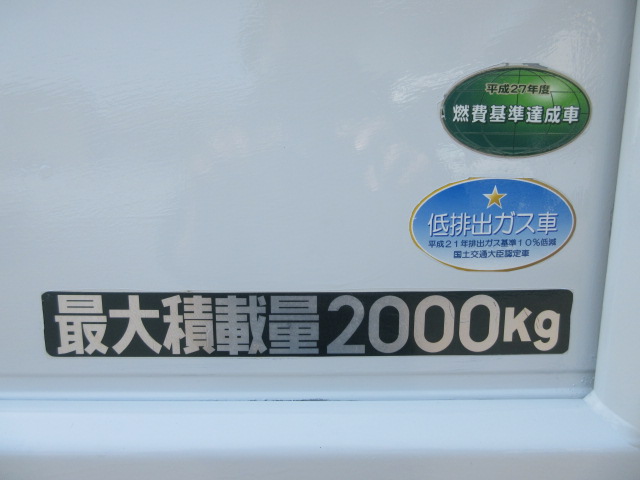 平成27年度
燃費基準達成車
低排出ガス車
平成21年排出ガス基準10%低減
国土交通大臣認定車
最大積載量2000Kg